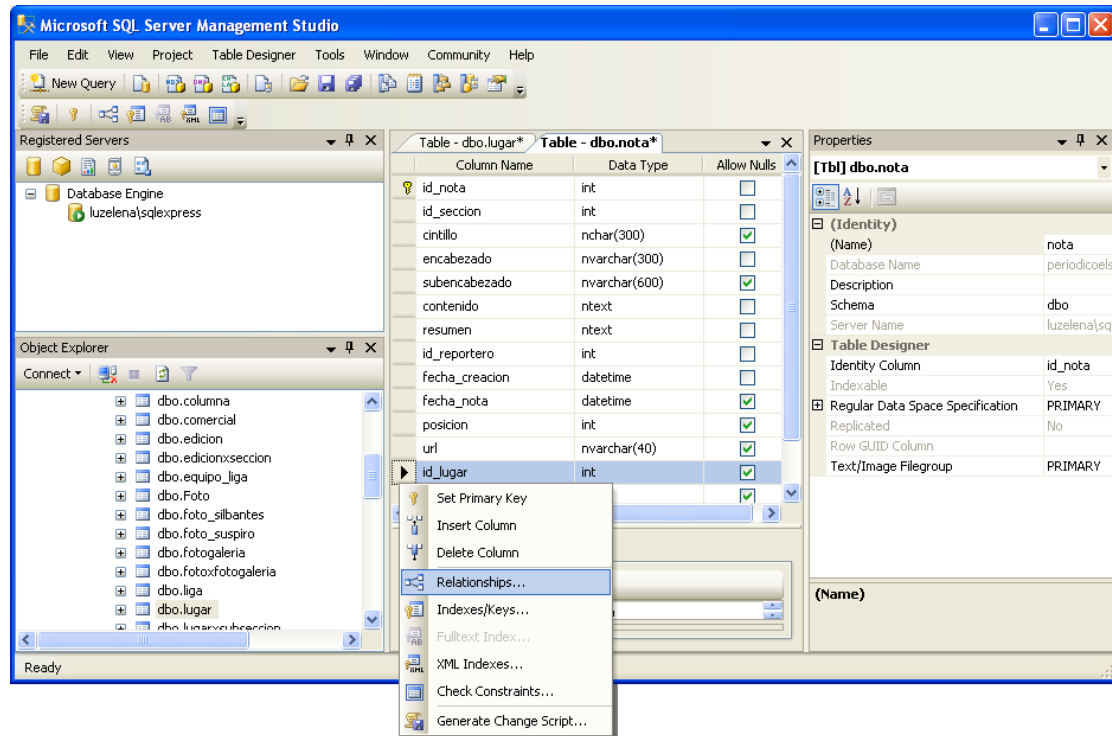 Microsoft SQL Server Management Studio
File Edit View Project Table Designer Tools Window Community Help
New Query
Registered Servers
Database Engine
luzelena\sqlexpress
Object Explorer
Connect
dbo.columna
dbo.comercial
dbo.edicion
dbo.edicionxseccion
dbo.equipo_liga
dbo.Foto
dbo.foto_silbantes
dbo.foto_suspiro
dbo.fotogaleria
dbo.fotoxfotogaleria
dbo.liga
dbo.lugar
dbo.lugarxsubseccion
Table - dbo.lugar* Table - dbo.nota*
Column Name Data Type Allow Nulls
id_nota int
id_seccion int
cintillo nchar(300)
encabezado nvarchar(300)
subencabezado nvarchar(600)
contenido ntext
resumen ntext
id_reportero int
fecha_creacion datetime
fecha_nota datetime
posicion int
url nvarchar(40)
id_lugar int
Set Primary Key
Insert Column
Delete Column
Relationships...
Indexes/Keys...
Fulltext Index...
XML Indexes...
Check Constraints...
Generate Change Script...
Properties
[Tbl] dbo.nota
(Identity)
(Name) nota
Database Name periodicoels
Description
Schema dbo
Server Name luzelena\sq
Table Designer
Identity Column id_nota
Indexable Yes
Regular Data Space Specification PRIMARY
Replicated No
Row GUID Column
Text/Image Filegroup PRIMARY
(Name)
Ready